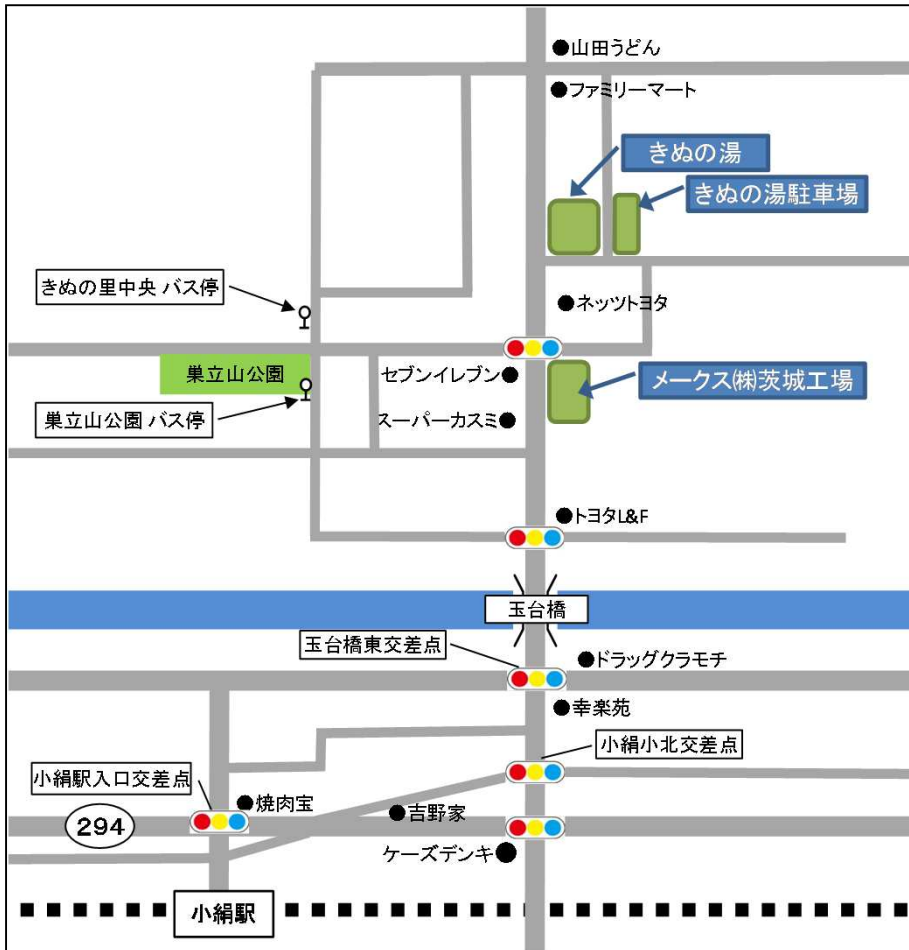 ●山田うどん
●ファミリーマート
きぬの湯
きぬの湯駐車場
きぬの里中央 バス停
●ネッツトヨタ
巣立山公園
セブンイレブン●
メークス㈱茨城工場
巣立山公園 バス停
スーパーカスミ●
●トヨタL&F
玉台橋
玉台橋東交差点
●ドラッグクラモチ
●幸楽苑
小絹小北交差点
小絹駅入口交差点
●焼肉宝
294
●吉野家
ケーズデンキ●
小絹駅